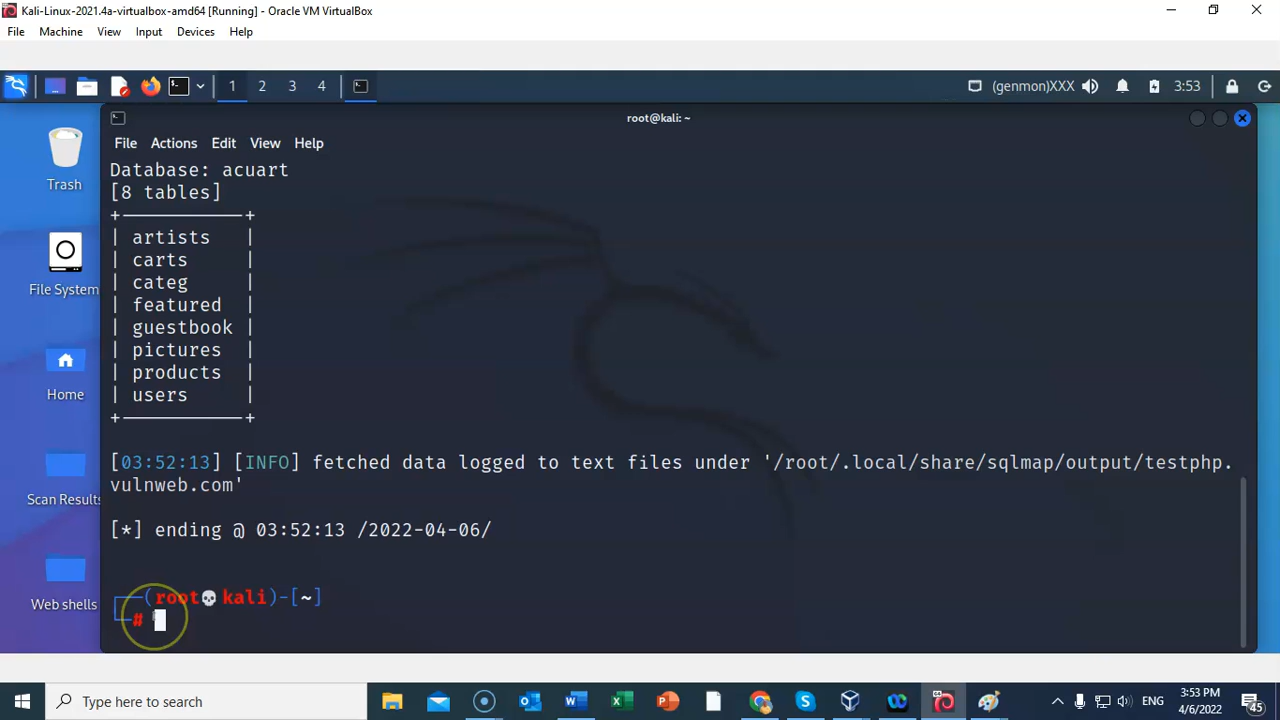 Kali-Linux-2021.4a-virtualbox-amd64 [Running] - Oracle VM VirtualBox
File Machine View Input Devices Help
1 2 3 4 (genmon)XXX 3:53
root@kali: ~
File Actions Edit View Help
Trash
File System
Home
Scan Results
Web shells
Database: acuart
[8 tables]
+------------+
| artists |
| carts |
| categ |
| featured |
| guestbook |
| pictures |
| products |
| users |
+------------+
[03:52:13] [INFO] fetched data logged to text files under '/root/.local/share/sqlmap/output/testphp.
vulnweb.com'
[*] ending @ 03:52:13 /2022-04-06/
┌──(root💀kali)-[~]
└─#
Type here to search
ENG
3:53 PM
4/6/2022
45